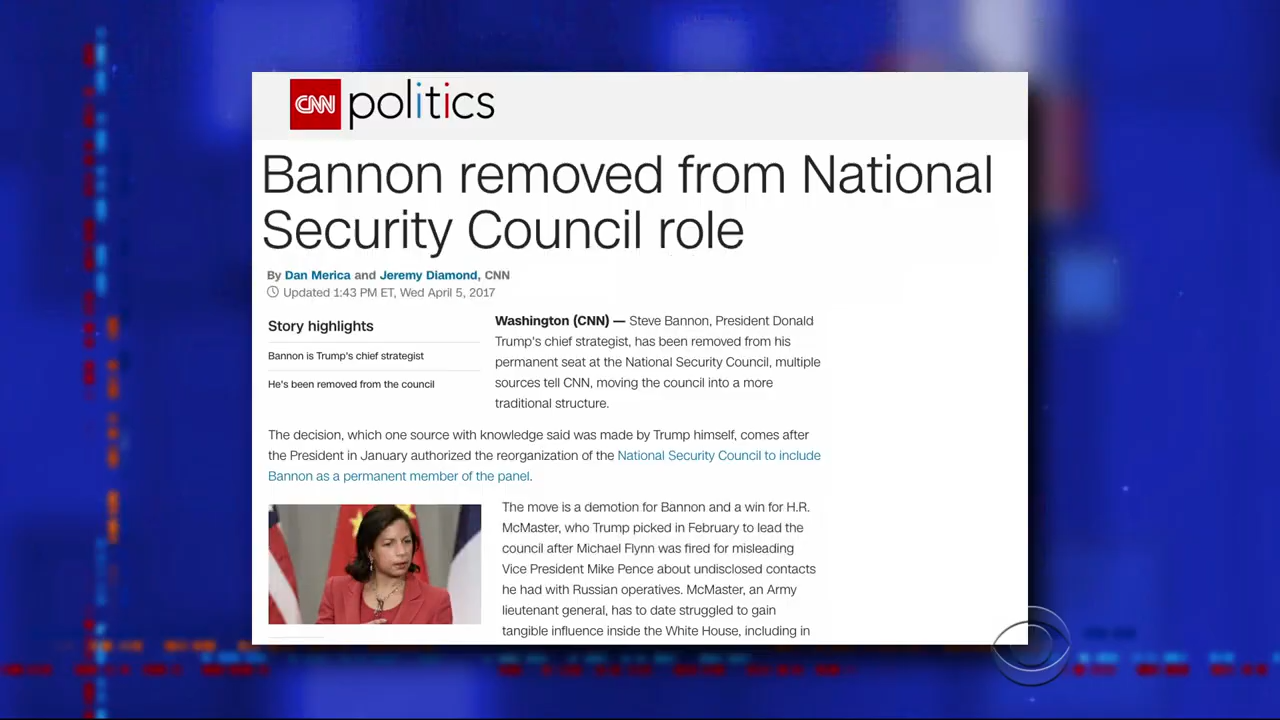 CNN politics
Bannon removed from National
Security Council role
By Dan Merica and Jeremy Diamond, CNN
Updated 1:43 PM ET, Wed April 5, 2017
Story highlights
Bannon is Trump's chief strategist
He's been removed from the council
Washington (CNN) — Steve Bannon, President Donald
Trump's chief strategist, has been removed from his
permanent seat at the National Security Council, multiple
sources tell CNN, moving the council into a more
traditional structure.
The decision, which one source with knowledge said was made by Trump himself, comes after
the President in January authorized the reorganization of the National Security Council to include
Bannon as a permanent member of the panel.
The move is a demotion for Bannon and a win for H.R.
McMaster, who Trump picked in February to lead the
council after Michael Flynn was fired for misleading
Vice President Mike Pence about undisclosed contacts
he had with Russian operatives. McMaster, an Army
lieutenant general, has to date struggled to gain
tangible influence inside the White House, including in